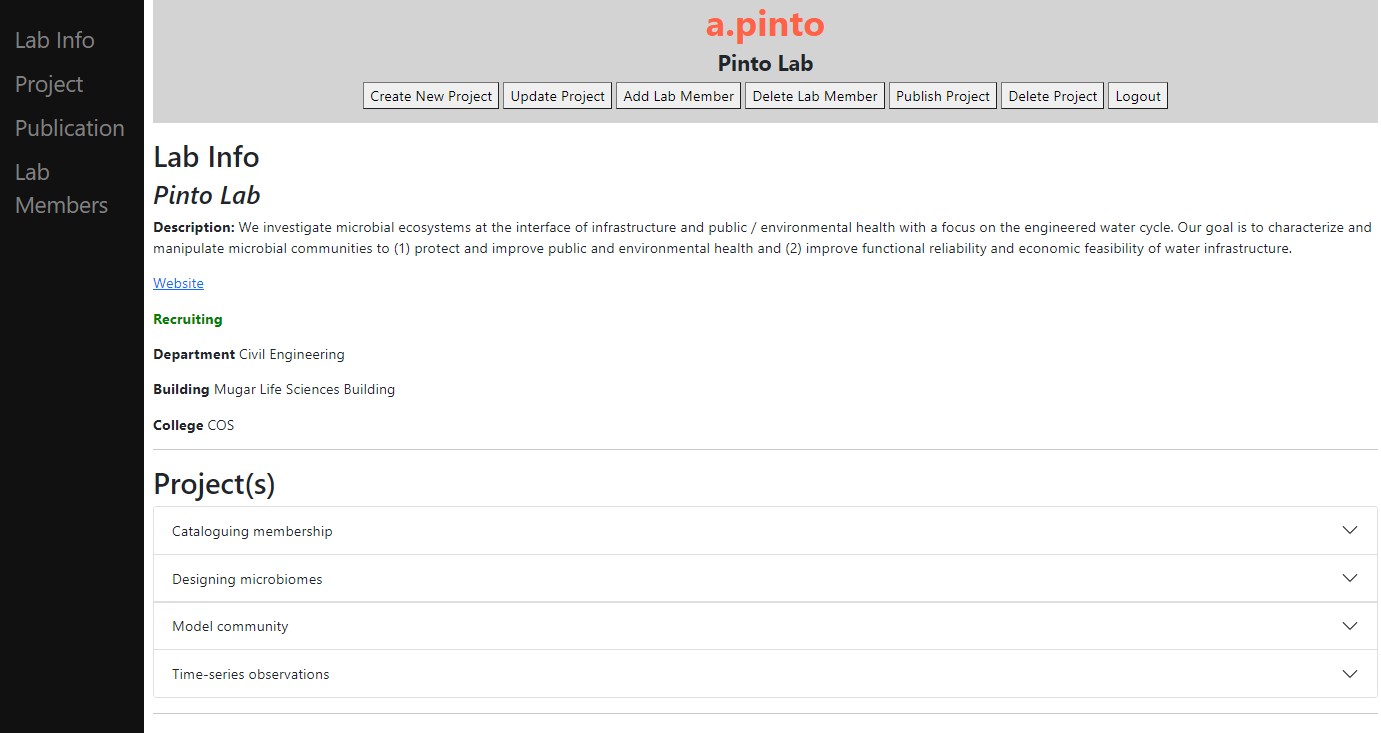 Lab Info
Project
Publication
Lab
Members
a.pinto
Pinto Lab
Create New Project Update Project Add Lab Member Delete Lab Member Publish Project Delete Project Logout
Lab Info
Pinto Lab
Description: We investigate microbial ecosystems at the interface of infrastructure and public / environmental health with a focus on the engineered water cycle. Our goal is to characterize and
manipulate microbial communities to (1) protect and improve public and environmental health and (2) improve functional reliability and economic feasibility of water infrastructure.
Website
Recruiting
Department Civil Engineering
Building Mugar Life Sciences Building
College COS
Project(s)
Cataloguing membership
Designing microbiomes
Model community
Time-series observations